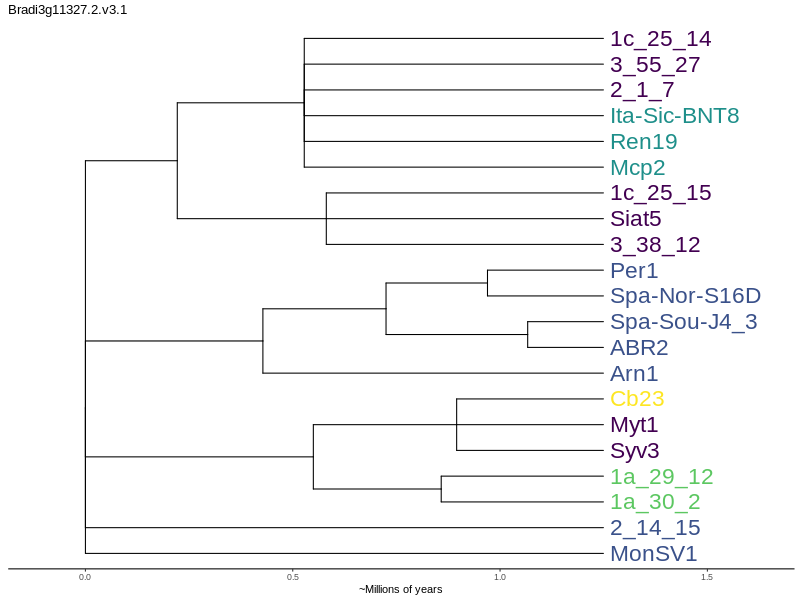 Bradi3g11327.2.v3.1
1c_25_14
3_55_27
2_1_7
Ita-Sic-BNT8
Ren19
Mcp2
1c_25_15
Siat5
3_38_12
Per1
Spa-Nor-S16D
Spa-Sou-J4_3
ABR2
Arn1
Cb23
Myt1
Syv3
1a_29_12
1a_30_2
2_14_15
MonSV1
0.0 0.5 1.0 1.5
~Millions of years